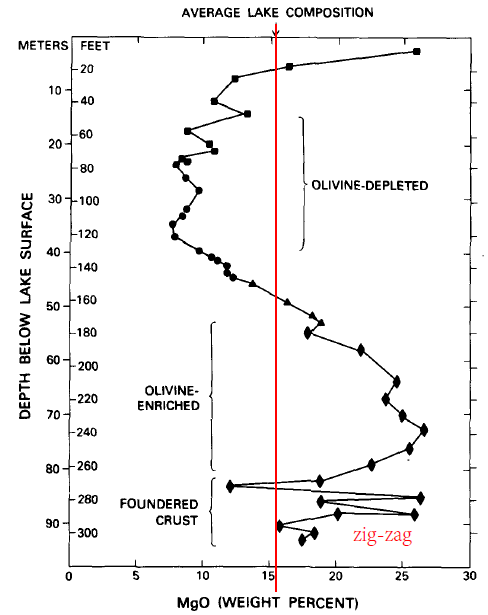 AVERAGE LAKE COMPOSITION
METERS FEET
20
10
40
20
60
80
30
100
120
40
140
50
160
180
60
200
70
220
240
80
260
280
90
300
DEPTH BELOW LAKE SURFACE
OLIVINE-DEPLETED
OLIVINE-
ENRICHED
FOUNDERED
CRUST
zig-zag
0 5 10 15 20 25 30
MgO (WEIGHT PERCENT)